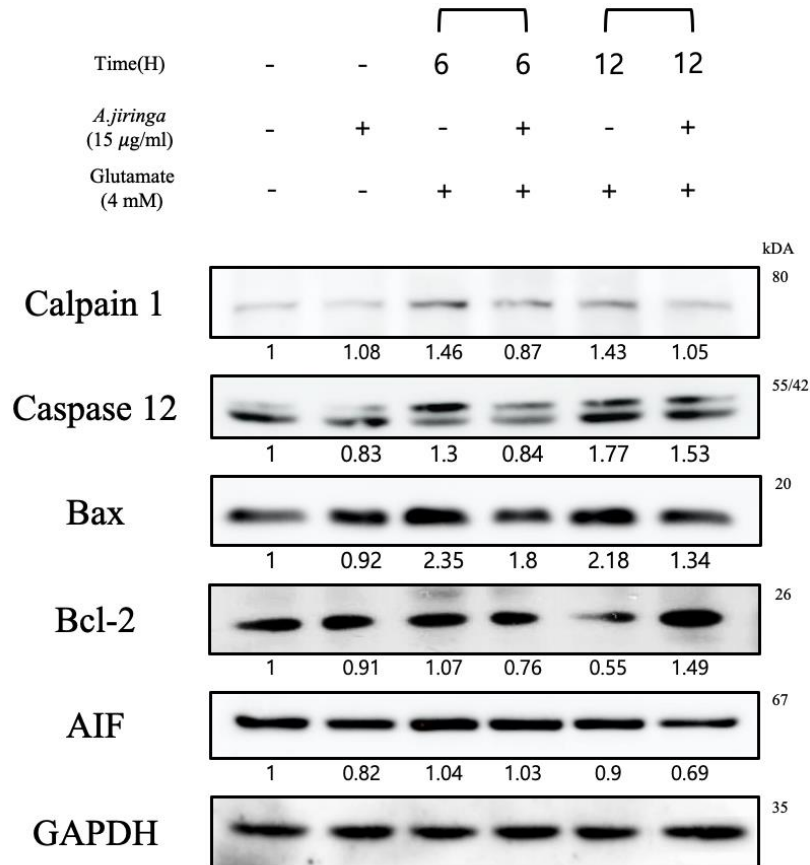 Time(H) - - 6 6 12 12
A.jiringa
(15 μg/ml) - + - + - +
Glutamate
(4 mM) - - + + + +
kDA
Calpain 1 80
1 1.08 1.46 0.87 1.43 1.05
Caspase 12 55/42
1 0.83 1.3 0.84 1.77 1.53
Bax 20
1 0.92 2.35 1.8 2.18 1.34
Bcl-2 26
1 0.91 1.07 0.76 0.55 1.49
AIF 67
1 0.82 1.04 1.03 0.9 0.69
GAPDH 35